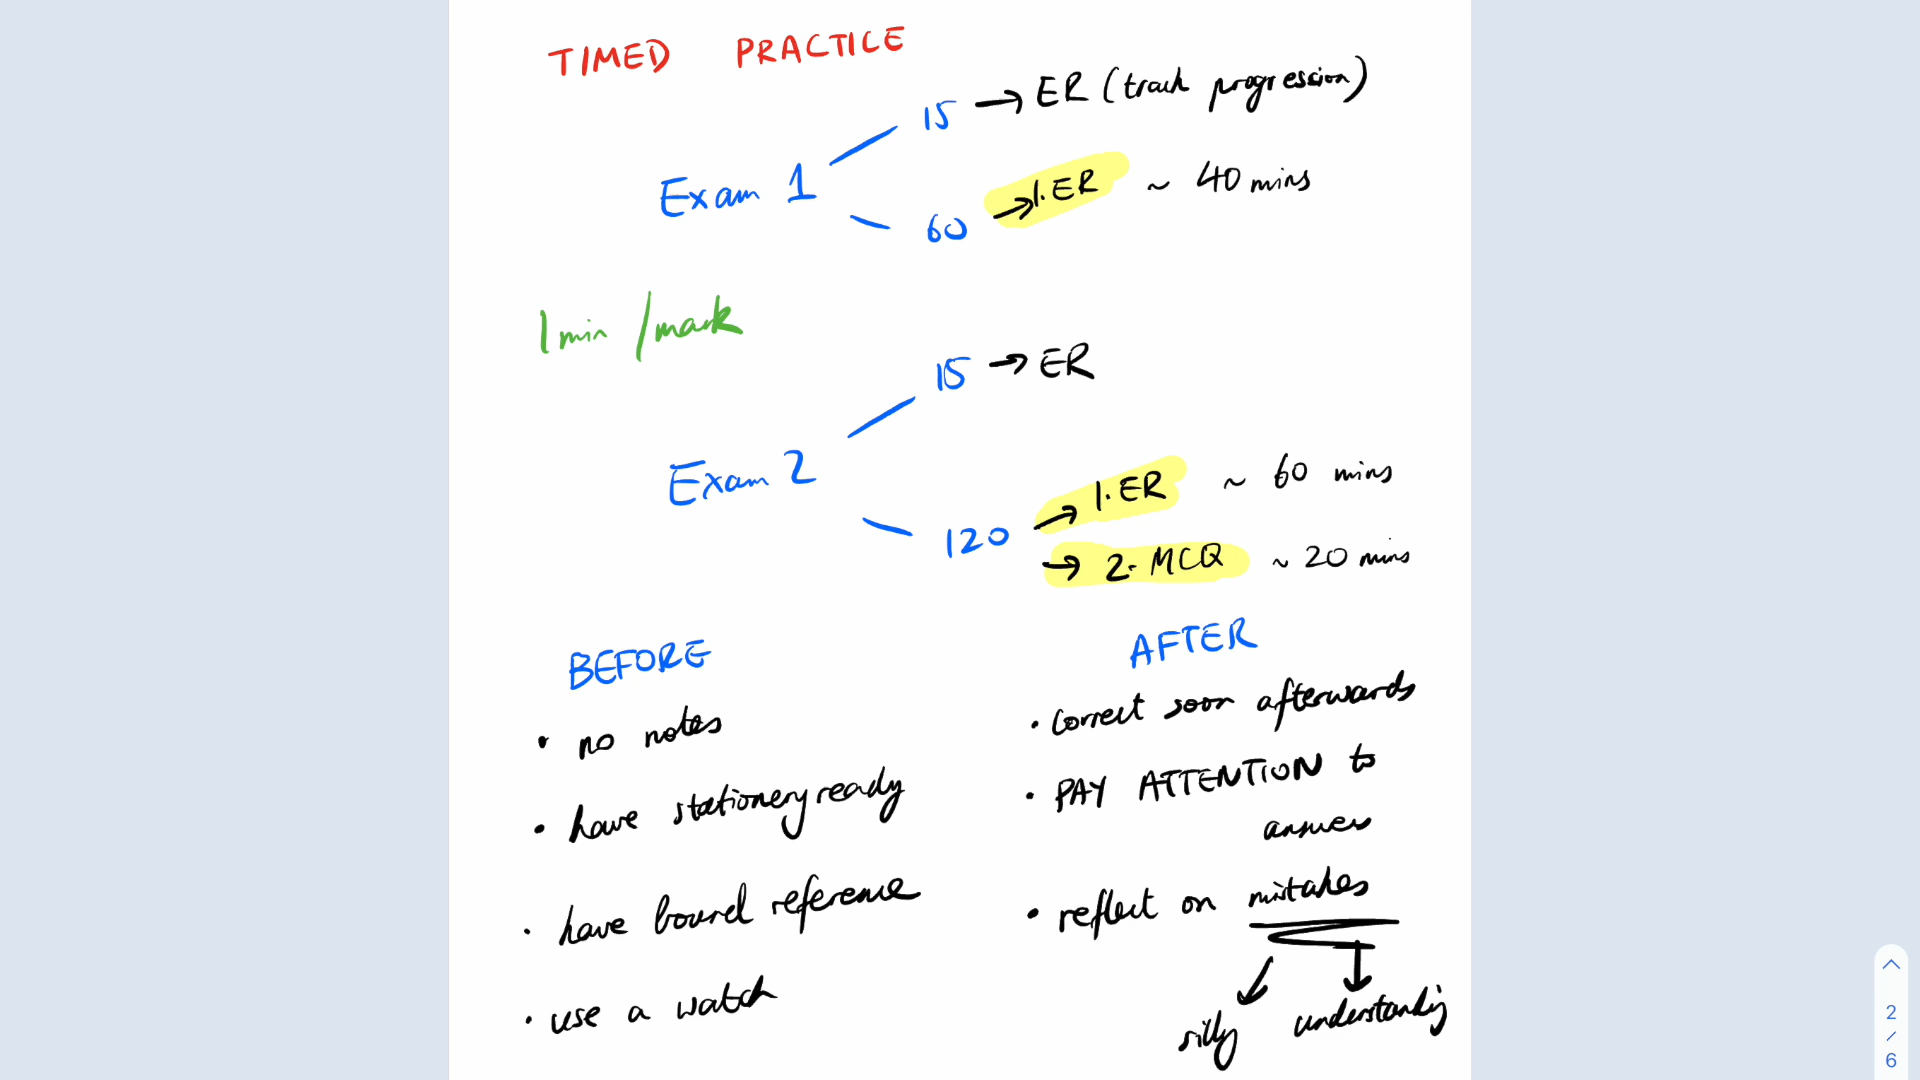 TIMED PRACTICE
15 → ER (track progression)
Exam 1
60 → 1. ER ~ 40 mins
1 min / mark
15 → ER
Exam 2
120 → 1. ER ~ 60 mins
→ 2. MCQ ~ 20 mins
BEFORE
• no notes
• have stationery ready
• have bound reference
• use a watch
AFTER
• correct soon afterwards
• PAY ATTENTION to
answers
• reflect on mistakes
silly understanding
2
/
6